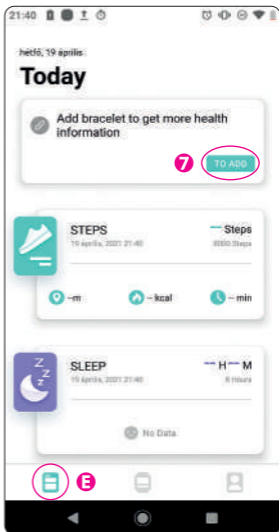 21:40
hétfő, 19 április
Today
Add bracelet to get more health
information
7 TO ADD
STEPS
-- Steps
19 április, 2021 21:40
8000 Steps
--m
-- kcal
-- min
Z Z Z
SLEEP
-- H -- M
19 április, 2021 21:40
8 Hours
No Data
E